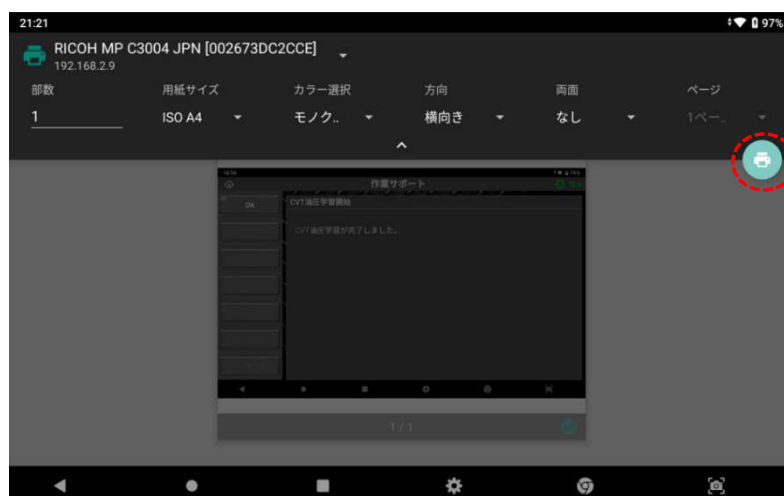 21:21
97%
RICOH MP C3004 JPN [002673DC2CCE]
192.168.2.9
部数 用紙サイズ カラー選択 方向 両面 ページ
1 ISO A4 モノク.. 横向き なし 1ペー..
作業サポート
CVT油圧学習開始
CVT油圧学習が完了しました。
1 / 1